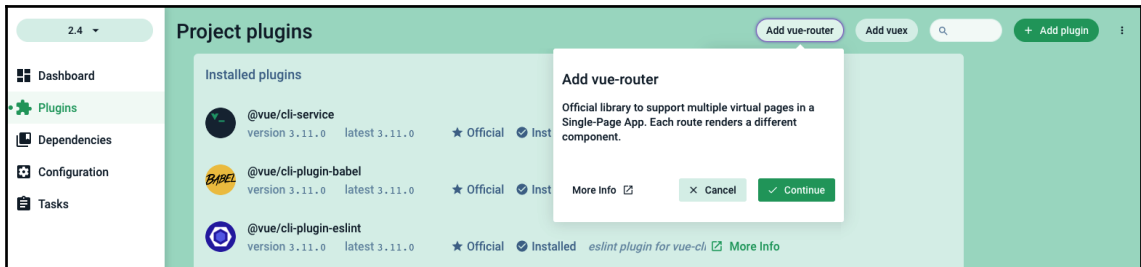 2.4
Project plugins
Add vue-router
Add vuex
+ Add plugin
Dashboard
Plugins
Dependencies
Configuration
Tasks
Installed plugins
@vue/cli-service
version 3.11.0 latest 3.11.0 Official Inst
BABEL
@vue/cli-plugin-babel
version 3.11.0 latest 3.11.0 Official Inst
@vue/cli-plugin-eslint
version 3.11.0 latest 3.11.0 Official Installed eslint plugin for vue-cli More Info
Add vue-router
Official library to support multiple virtual pages in a
Single-Page App. Each route renders a different
component.
More Info
Cancel
Continue